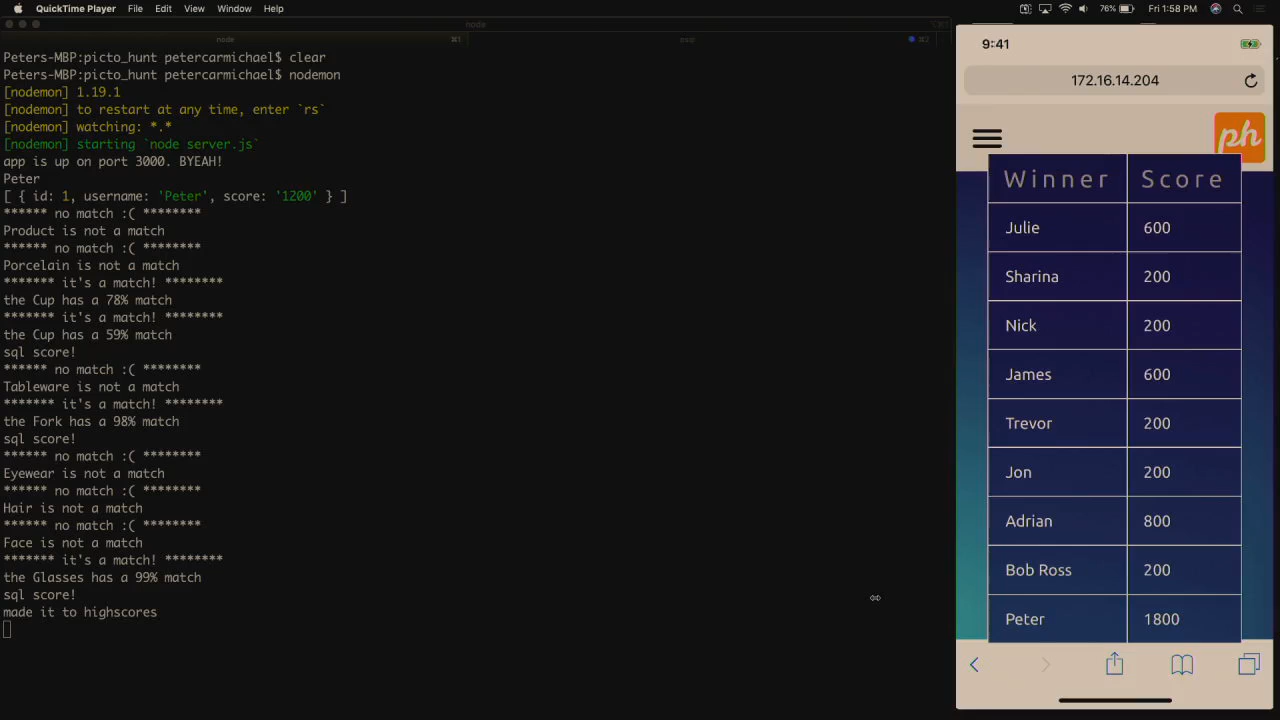 QuickTime Player File Edit View Window Help
76% Fri 1:58 PM
node
node ⌥⌘1
⌘1 psql ⌘2
Peters-MBP:picto_hunt petercarmichael$ clear
Peters-MBP:picto_hunt petercarmichael$ nodemon
[nodemon] 1.19.1
[nodemon] to restart at any time, enter `rs`
[nodemon] watching: *.*
[nodemon] starting `node server.js`
app is up on port 3000. BYEAH!
Peter
[ { id: 1, username: 'Peter', score: '1200' } ]
****** no match :( ********
Product is not a match
****** no match :( ********
Porcelain is not a match
******* it's a match! ********
the Cup has a 78% match
******* it's a match! ********
the Cup has a 59% match
sql score!
****** no match :( ********
Tableware is not a match
******* it's a match! ********
the Fork has a 98% match
sql score!
****** no match :( ********
Eyewear is not a match
****** no match :( ********
Hair is not a match
****** no match :( ********
Face is not a match
******* it's a match! ********
the Glasses has a 99% match
sql score!
made it to highscores
9:41
172.16.14.204
ph
Winner Score
Julie 600
Sharina 200
Nick 200
James 600
Trevor 200
Jon 200
Adrian 800
Bob Ross 200
Peter 1800